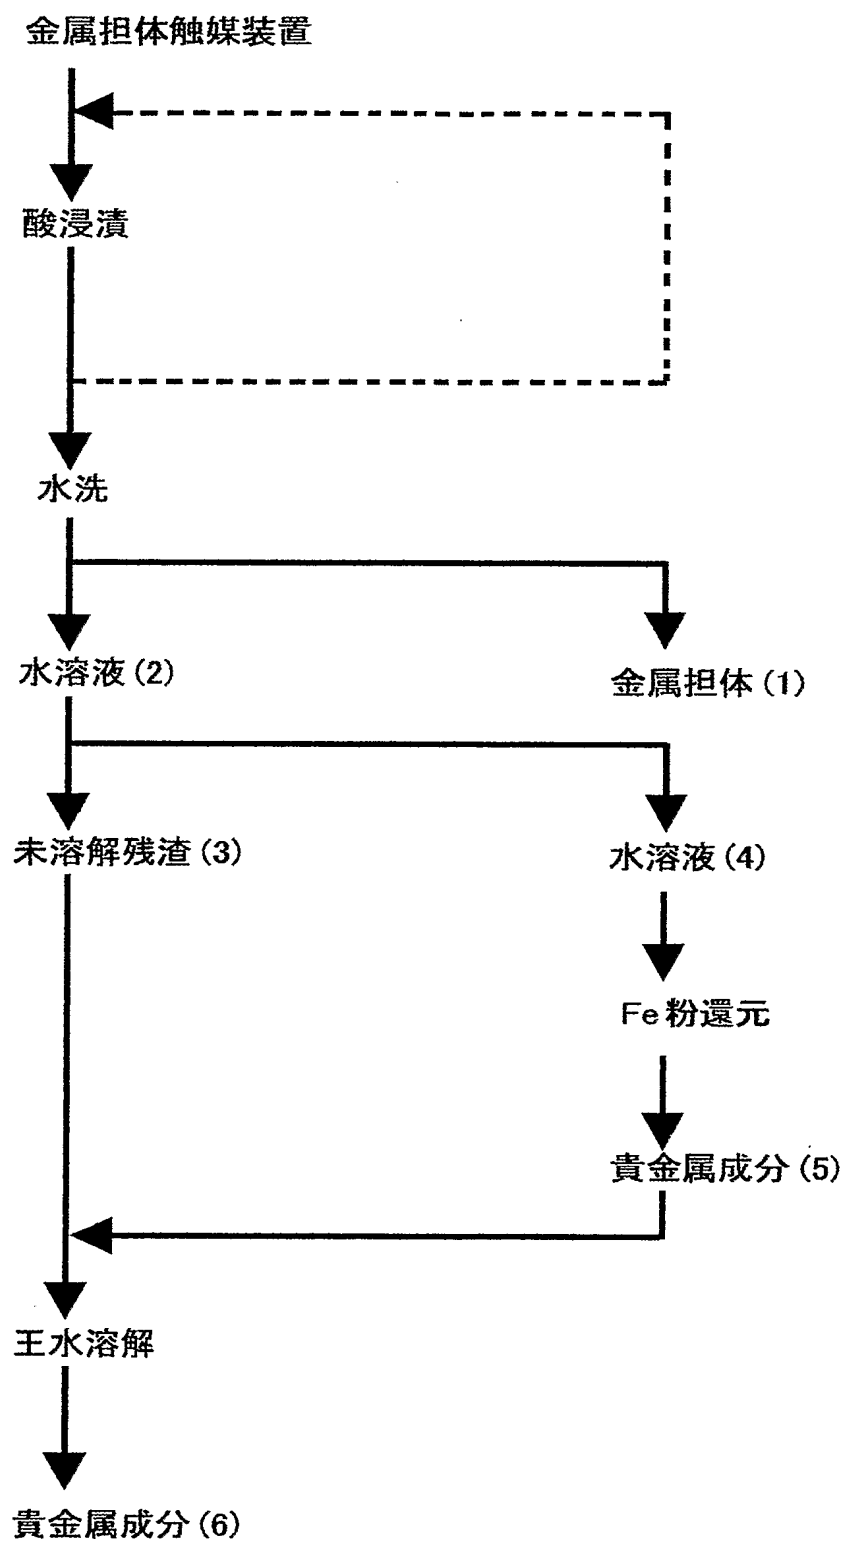 金属担体触媒装置
酸浸漬
水洗
水溶液(2)
金属担体(1)
未溶解残渣(3)
水溶液(4)
Fe粉還元
貴金属成分(5)
王水溶解
貴金属成分(6)